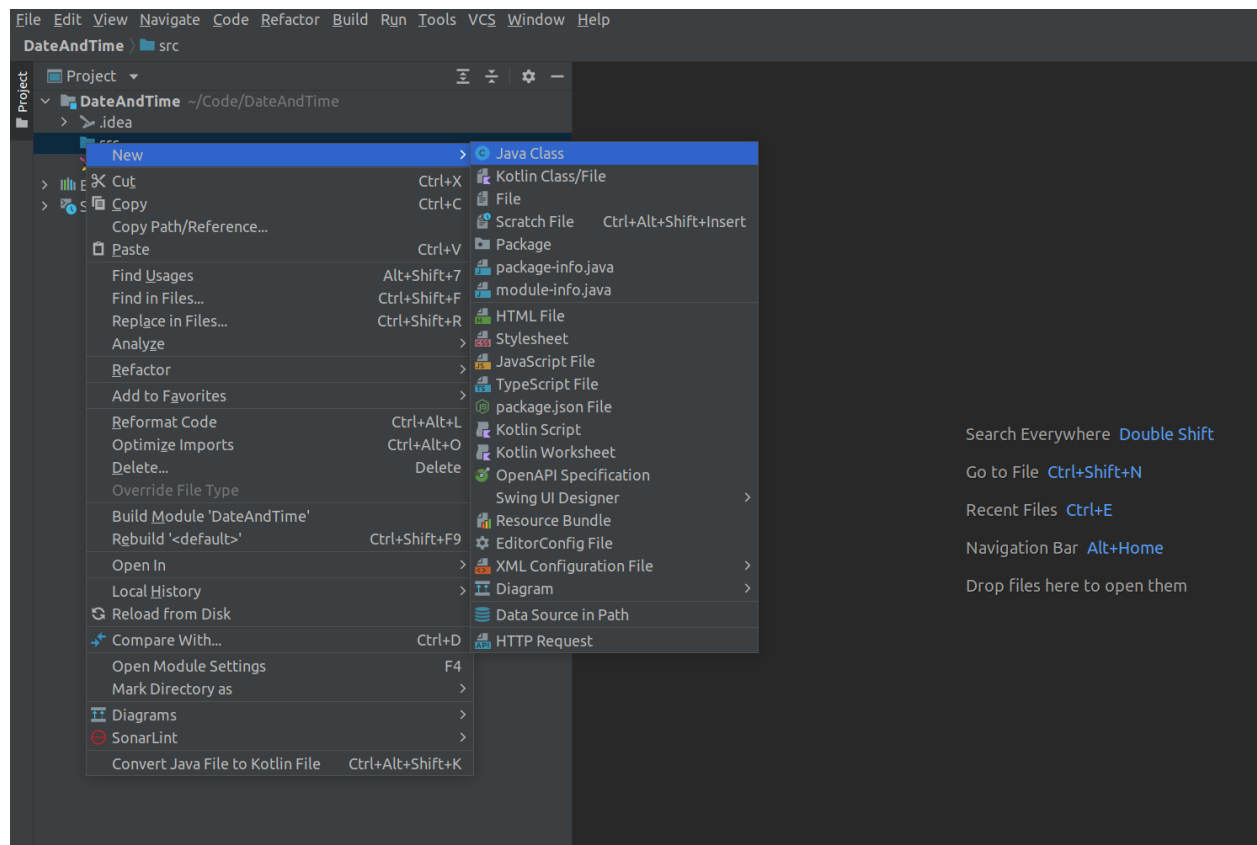 File Edit View Navigate Code Refactor Build Run Tools VCS Window Help
DateAndTime src
Project
Project
DateAndTime ~/Code/DateAndTime
.idea
src
New
Cut Ctrl+X
Copy Ctrl+C
Copy Path/Reference...
Paste Ctrl+V
Find Usages Alt+Shift+7
Find in Files... Ctrl+Shift+F
Replace in Files... Ctrl+Shift+R
Analyze
Refactor
Add to Favorites
Reformat Code Ctrl+Alt+L
Optimize Imports Ctrl+Alt+O
Delete... Delete
Override File Type
Build Module 'DateAndTime'
Rebuild '<default>' Ctrl+Shift+F9
Open In
Local History
Reload from Disk
Compare With... Ctrl+D
Open Module Settings F4
Mark Directory as
Diagrams
SonarLint
Convert Java File to Kotlin File Ctrl+Alt+Shift+K
Java Class
Kotlin Class/File
File
Scratch File Ctrl+Alt+Shift+Insert
Package
package-info.java
module-info.java
HTML File
Stylesheet
JavaScript File
TypeScript File
package.json File
Kotlin Script
Kotlin Worksheet
OpenAPI Specification
Swing UI Designer
Resource Bundle
EditorConfig File
XML Configuration File
Diagram
Data Source in Path
HTTP Request
Search Everywhere Double Shift
Go to File Ctrl+Shift+N
Recent Files Ctrl+E
Navigation Bar Alt+Home
Drop files here to open them